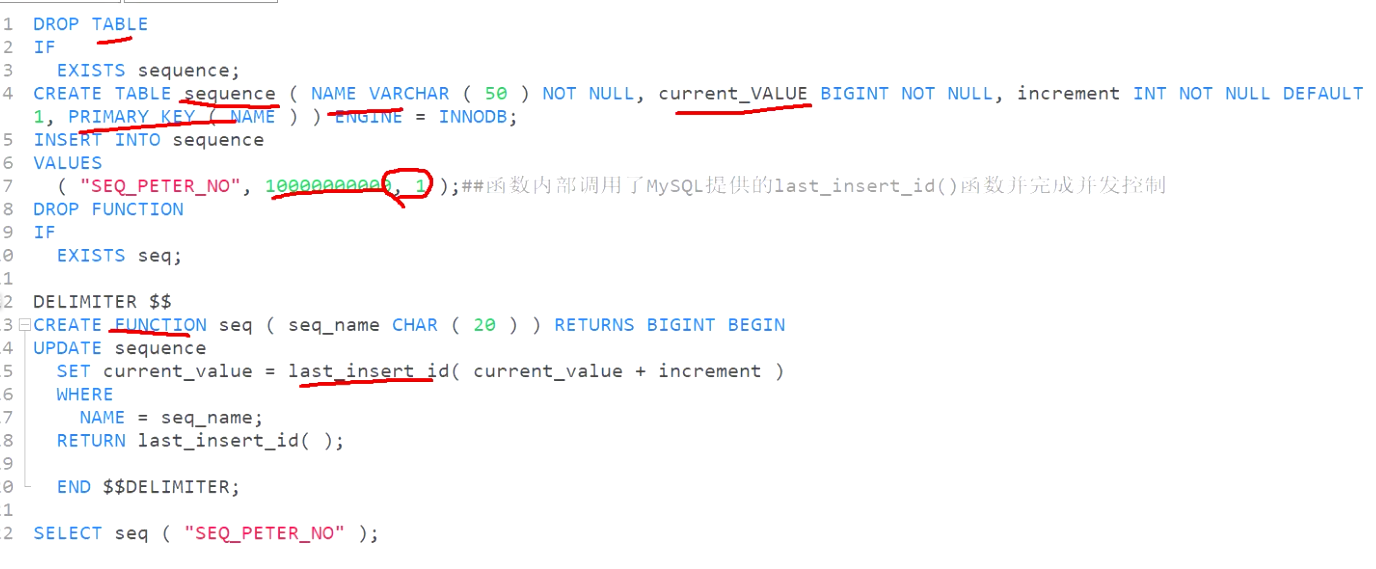 1 DROP TABLE
2 IF
3 EXISTS sequence;
4 CREATE TABLE sequence ( NAME VARCHAR ( 50 ) NOT NULL, current_VALUE BIGINT NOT NULL, increment INT NOT NULL DEFAULT
1, PRIMARY KEY ( NAME ) ) ENGINE = INNODB;
5 INSERT INTO sequence
6 VALUES
7 ( "SEQ_PETER_NO", 10000000000, 1 );##函数内部调用了MySQL提供的last_insert_id()函数并完成并发控制
8 DROP FUNCTION
9 IF
0 EXISTS seq;
1
2 DELIMITER $$
3 CREATE FUNCTION seq ( seq_name CHAR ( 20 ) ) RETURNS BIGINT BEGIN
4 UPDATE sequence
5 SET current_value = last_insert_id( current_value + increment )
6 WHERE
7 NAME = seq_name;
8 RETURN last_insert_id( );
9
0 END $$DELIMITER;
1
2 SELECT seq ( "SEQ_PETER_NO" );